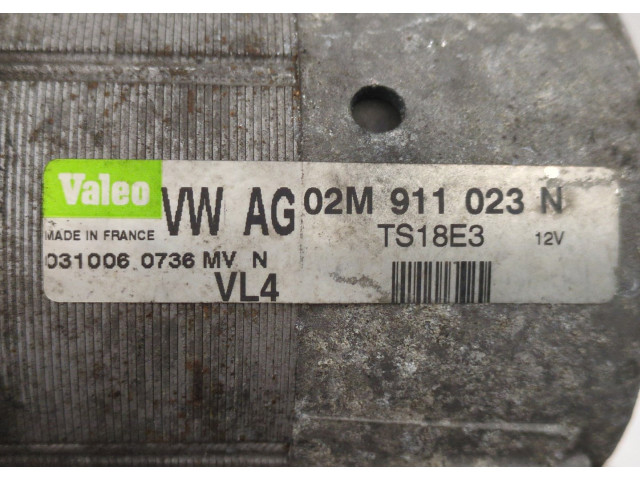 Valeo VW AG 02M 911 023 N
MADE IN FRANCE TS18E3 12V
031006 0736 MV N
VL4